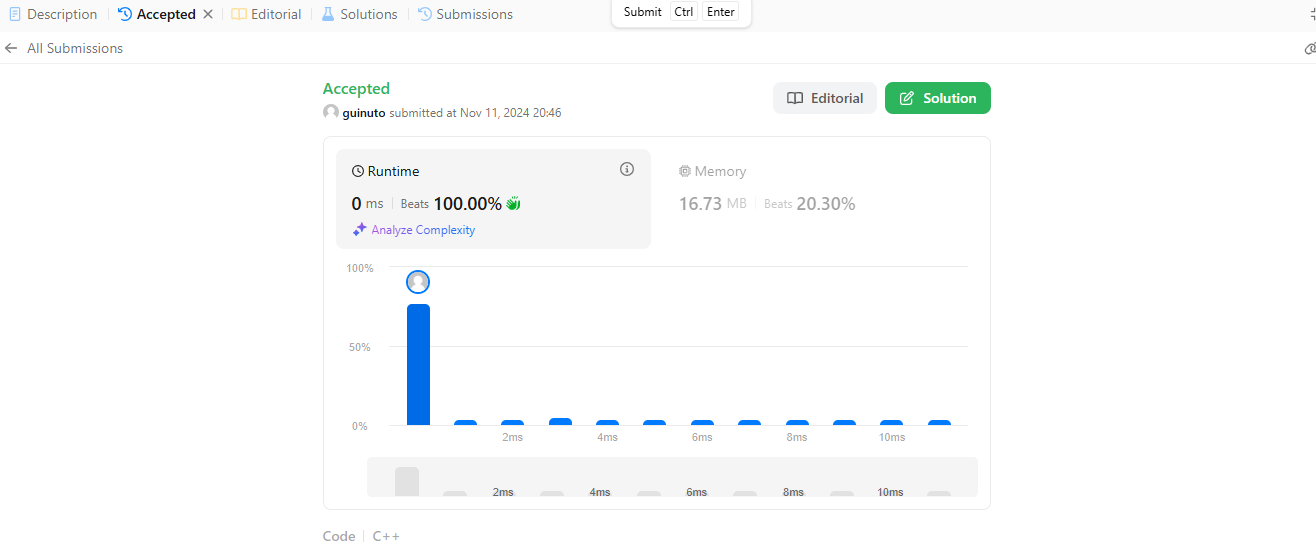 Description Accepted Editorial Solutions Submissions
Submit Ctrl Enter
All Submissions
Accepted
guinuto submitted at Nov 11, 2024 20:46
Editorial Solution
Runtime
0 ms Beats 100.00%
Analyze Complexity
Memory
16.73 MB Beats 20.30%
100%
50%
0%
2ms 4ms 6ms 8ms 10ms
2ms 4ms 6ms 8ms 10ms
Code C++